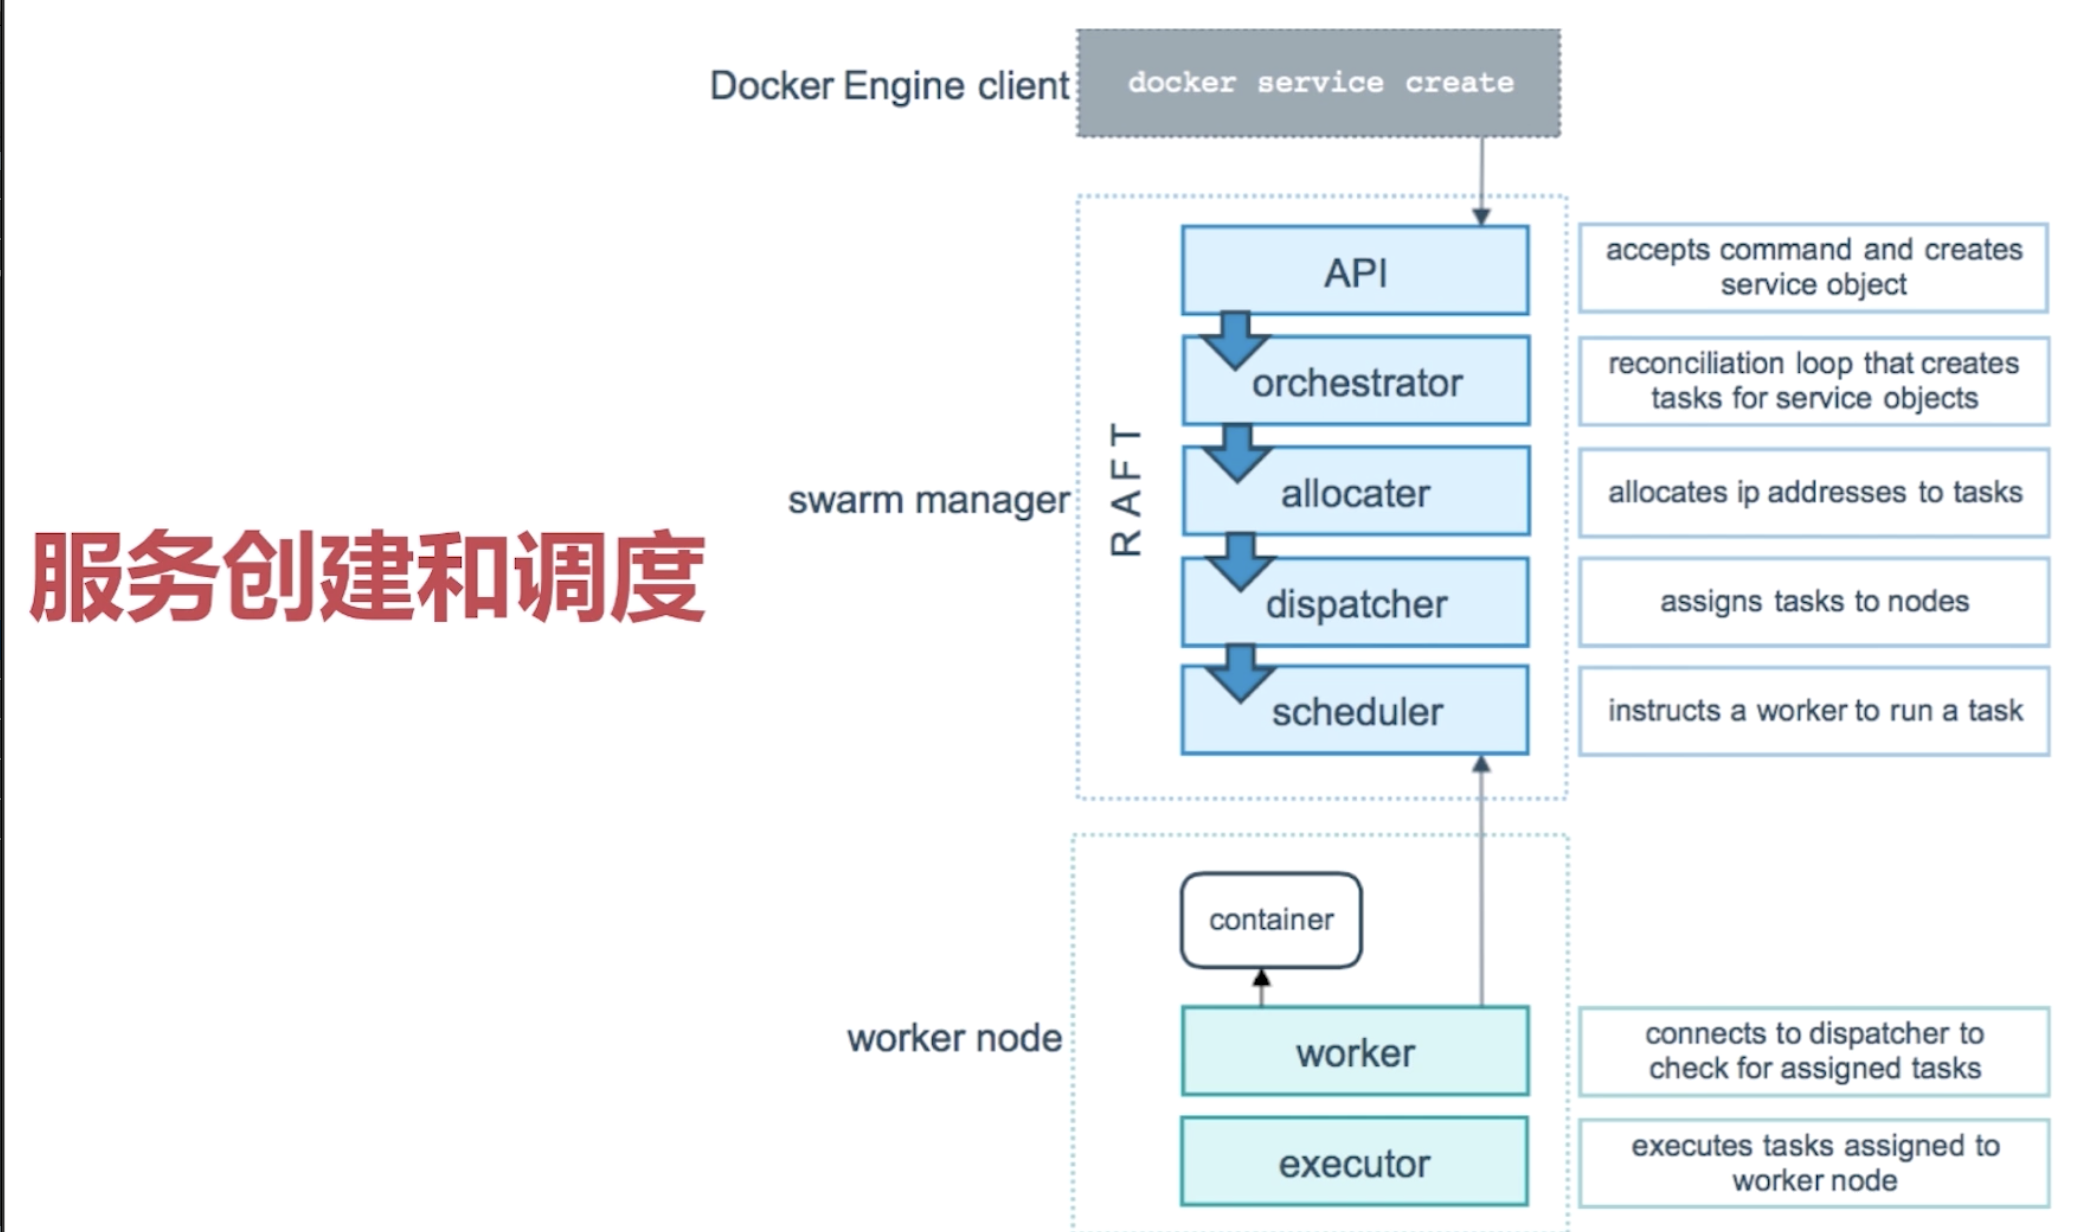 Docker Engine client
docker service create
服务创建和调度
swarm manager
RAFT
API
accepts command and creates
service object
orchestrator
reconciliation loop that creates
tasks for service objects
allocater
allocates ip addresses to tasks
dispatcher
assigns tasks to nodes
scheduler
instructs a worker to run a task
worker node
container
worker
connects to dispatcher to
check for assigned tasks
executor
executes tasks assigned to
worker node